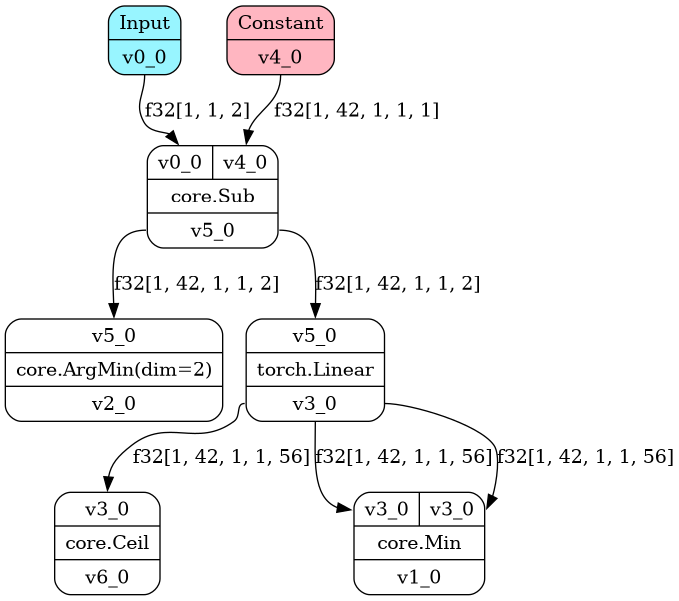 Input
v0_0
Constant
v4_0
f32[1, 1, 2]
f32[1, 42, 1, 1, 1]
v0_0
v4_0
core.Sub
v5_0
f32[1, 42, 1, 1, 2]
f32[1, 42, 1, 1, 2]
v5_0
core.ArgMin(dim=2)
v2_0
v5_0
torch.Linear
v3_0
f32[1, 42, 1, 1, 56]
f32[1, 42, 1, 1, 56]
f32[1, 42, 1, 1, 56]
v3_0
core.Ceil
v6_0
v3_0
v3_0
core.Min
v1_0